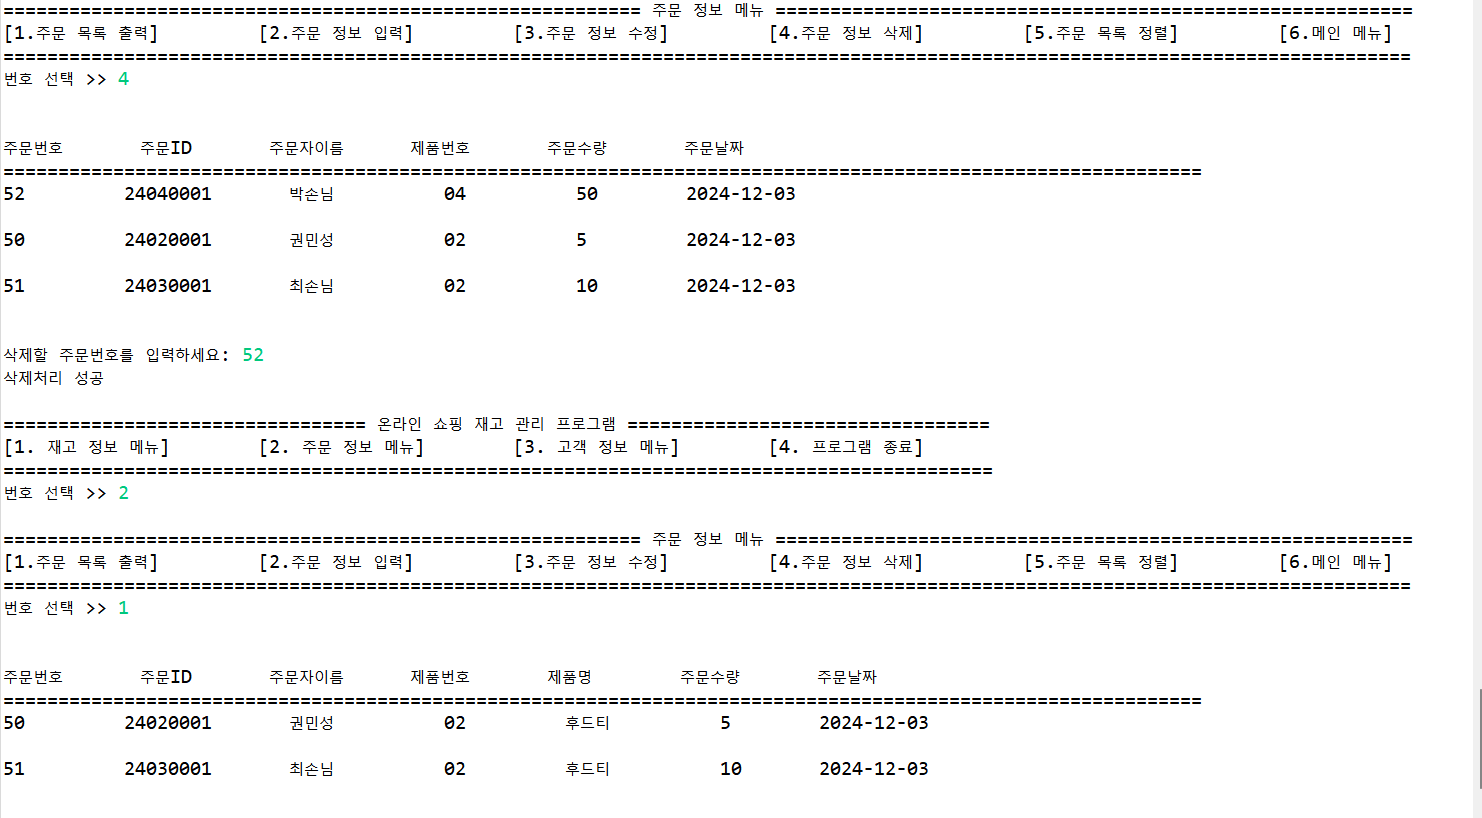 ========================================================== 주문 정보 메뉴 ==========================================================
[1.주문 목록 출력] [2.주문 정보 입력] [3.주문 정보 수정] [4.주문 정보 삭제] [5.주문 목록 정렬] [6.메인 메뉴]
================================================================================================================================
번호 선택 >> 4
주문번호 주문ID 주문자이름 제품번호 주문수량 주문날짜
=============================================================================================================
52 24040001 박손님 04 50 2024-12-03
50 24020001 권민성 02 5 2024-12-03
51 24030001 최손님 02 10 2024-12-03
삭제할 주문번호를 입력하세요: 52
삭제처리 성공
================================= 온라인 쇼핑 재고 관리 프로그램 =================================
[1. 재고 정보 메뉴] [2. 주문 정보 메뉴] [3. 고객 정보 메뉴] [4. 프로그램 종료]
==========================================================================================
번호 선택 >> 2
========================================================== 주문 정보 메뉴 ==========================================================
[1.주문 목록 출력] [2.주문 정보 입력] [3.주문 정보 수정] [4.주문 정보 삭제] [5.주문 목록 정렬] [6.메인 메뉴]
================================================================================================================================
번호 선택 >> 1
주문번호 주문ID 주문자이름 제품번호 제품명 주문수량 주문날짜
=============================================================================================================
50 24020001 권민성 02 후드티 5 2024-12-03
51 24030001 최손님 02 후드티 10 2024-12-03